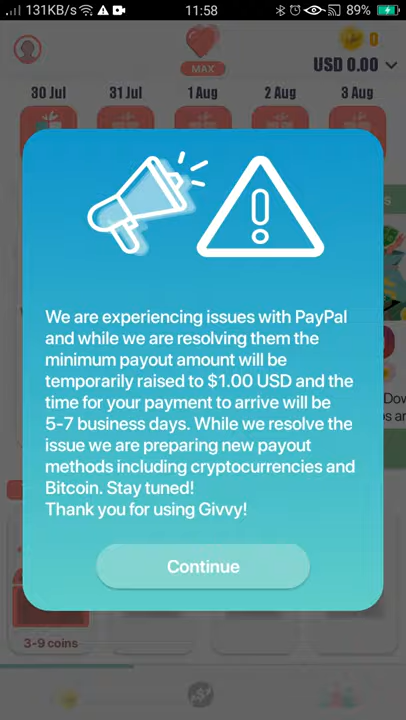 131KB/s
11:58
89%
MAX
0
USD 0.00
30 Jul
31 Jul
1 Aug
2 Aug
3 Aug
We are experiencing issues with PayPal
and while we are resolving them the
minimum payout amount will be
temporarily raised to $1.00 USD and the
time for your payment to arrive will be
5-7 business days. While we resolve the
issue we are preparing new payout
methods including cryptocurrencies and
Bitcoin. Stay tuned!
Thank you for using Givvy!
Continue
3-9 coins